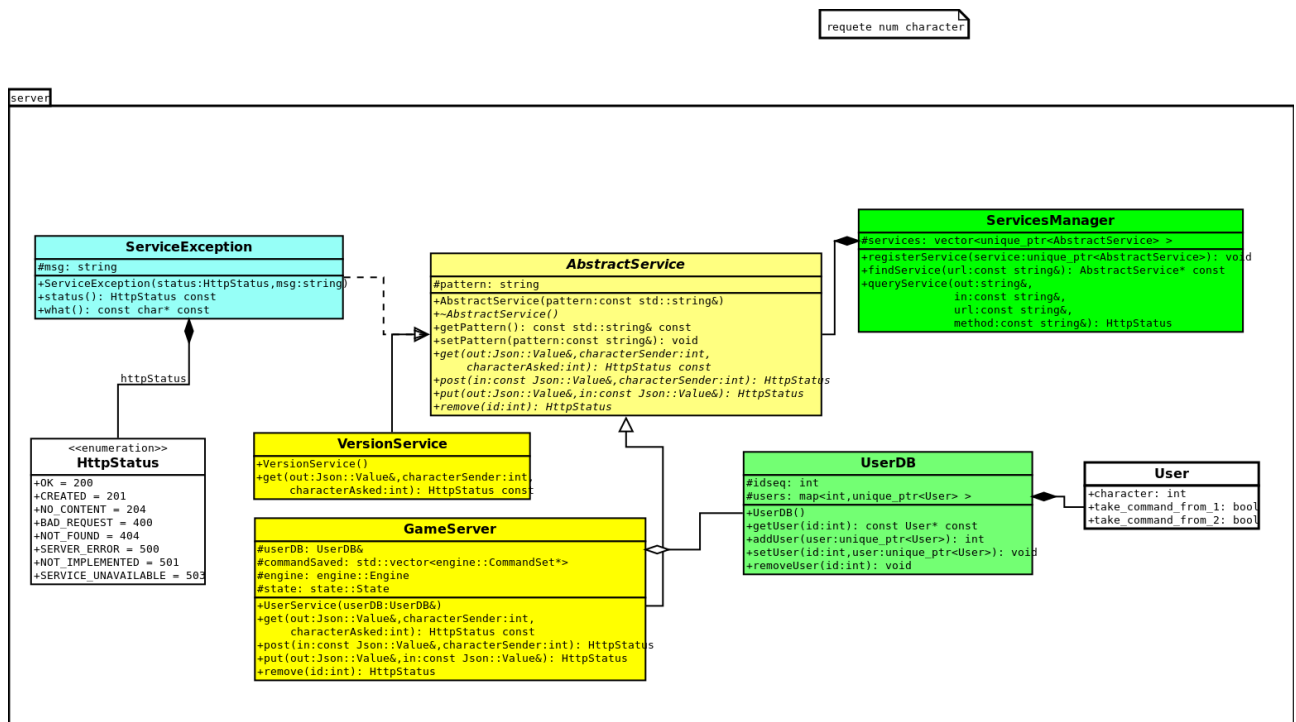 requete num character
server
ServicesManager
#services: vector<unique_ptr<AbstractService> >
+registerService(service:unique_ptr<AbstractService>): void
+findService(url:const string&): AbstractService* const
+queryService(out:string&,
in:const string&,
url:const string&,
method:const string&): HttpStatus
ServiceException
#msg: string
+ServiceException(status:HttpStatus,msg:string)
+status(): HttpStatus const
+what(): const char* const
AbstractService
#pattern: string
+AbstractService(pattern:const std::string&)
+~AbstractService()
+getPattern(): const std::string& const
+setPattern(pattern:const string&): void
+get(out:Json::Value&,characterSender:int,
characterAsked:int): HttpStatus const
+post(in:const Json::Value&,characterSender:int): HttpStatus
+put(out:Json::Value&,in:const Json::Value&): HttpStatus
+remove(id:int): HttpStatus
httpStatus
<<enumeration>>
HttpStatus
+OK = 200
+CREATED = 201
+NO_CONTENT = 204
+BAD_REQUEST = 400
+NOT_FOUND = 404
+SERVER_ERROR = 500
+NOT_IMPLEMENTED = 501
+SERVICE_UNAVAILABLE = 503
VersionService
+VersionService()
+get(out:Json::Value&,characterSender:int,
characterAsked:int): HttpStatus const
GameServer
#userDB: UserDB&
#commandSaved: std::vector<engine::CommandSet*>
#engine: engine::Engine
#state: state::State
+UserService(userDB:UserDB&)
+get(out:Json::Value&,characterSender:int,
characterAsked:int): HttpStatus const
+post(in:const Json::Value&,characterSender:int): HttpStatus
+put(out:Json::Value&,in:const Json::Value&): HttpStatus
+remove(id:int): HttpStatus
UserDB
#idseq: int
#users: map<int,unique_ptr<User> >
+UserDB()
+getUser(id:int): const User* const
+addUser(user:unique_ptr<User>): int
+setUser(id:int,user:unique_ptr<User>): void
+removeUser(id:int): void
User
+character: int
+take_command_from_1: bool
+take_command_from_2: bool